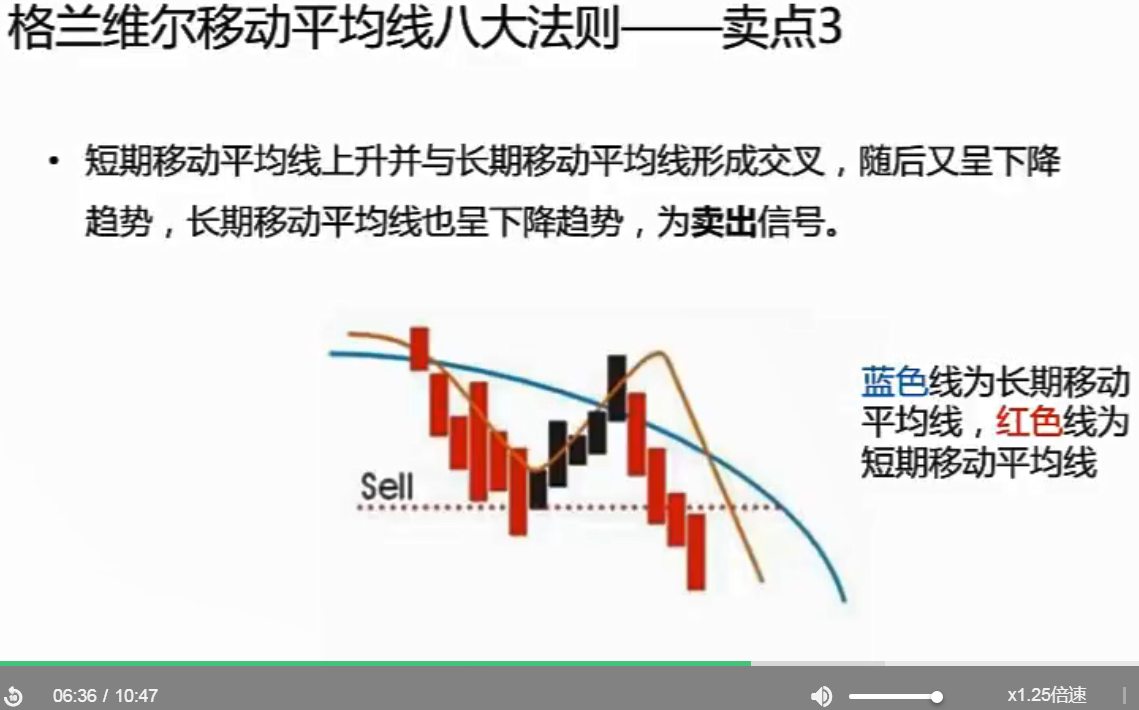 格兰维尔移动平均线八大法则——卖点3
• 短期移动平均线上升并与长期移动平均线形成交叉，随后又呈下降
趋势，长期移动平均线也呈下降趋势，为卖出信号。
蓝色线为长期移动
平均线，红色线为
短期移动平均线
Sell
06:36 / 10:47
x1.25倍速